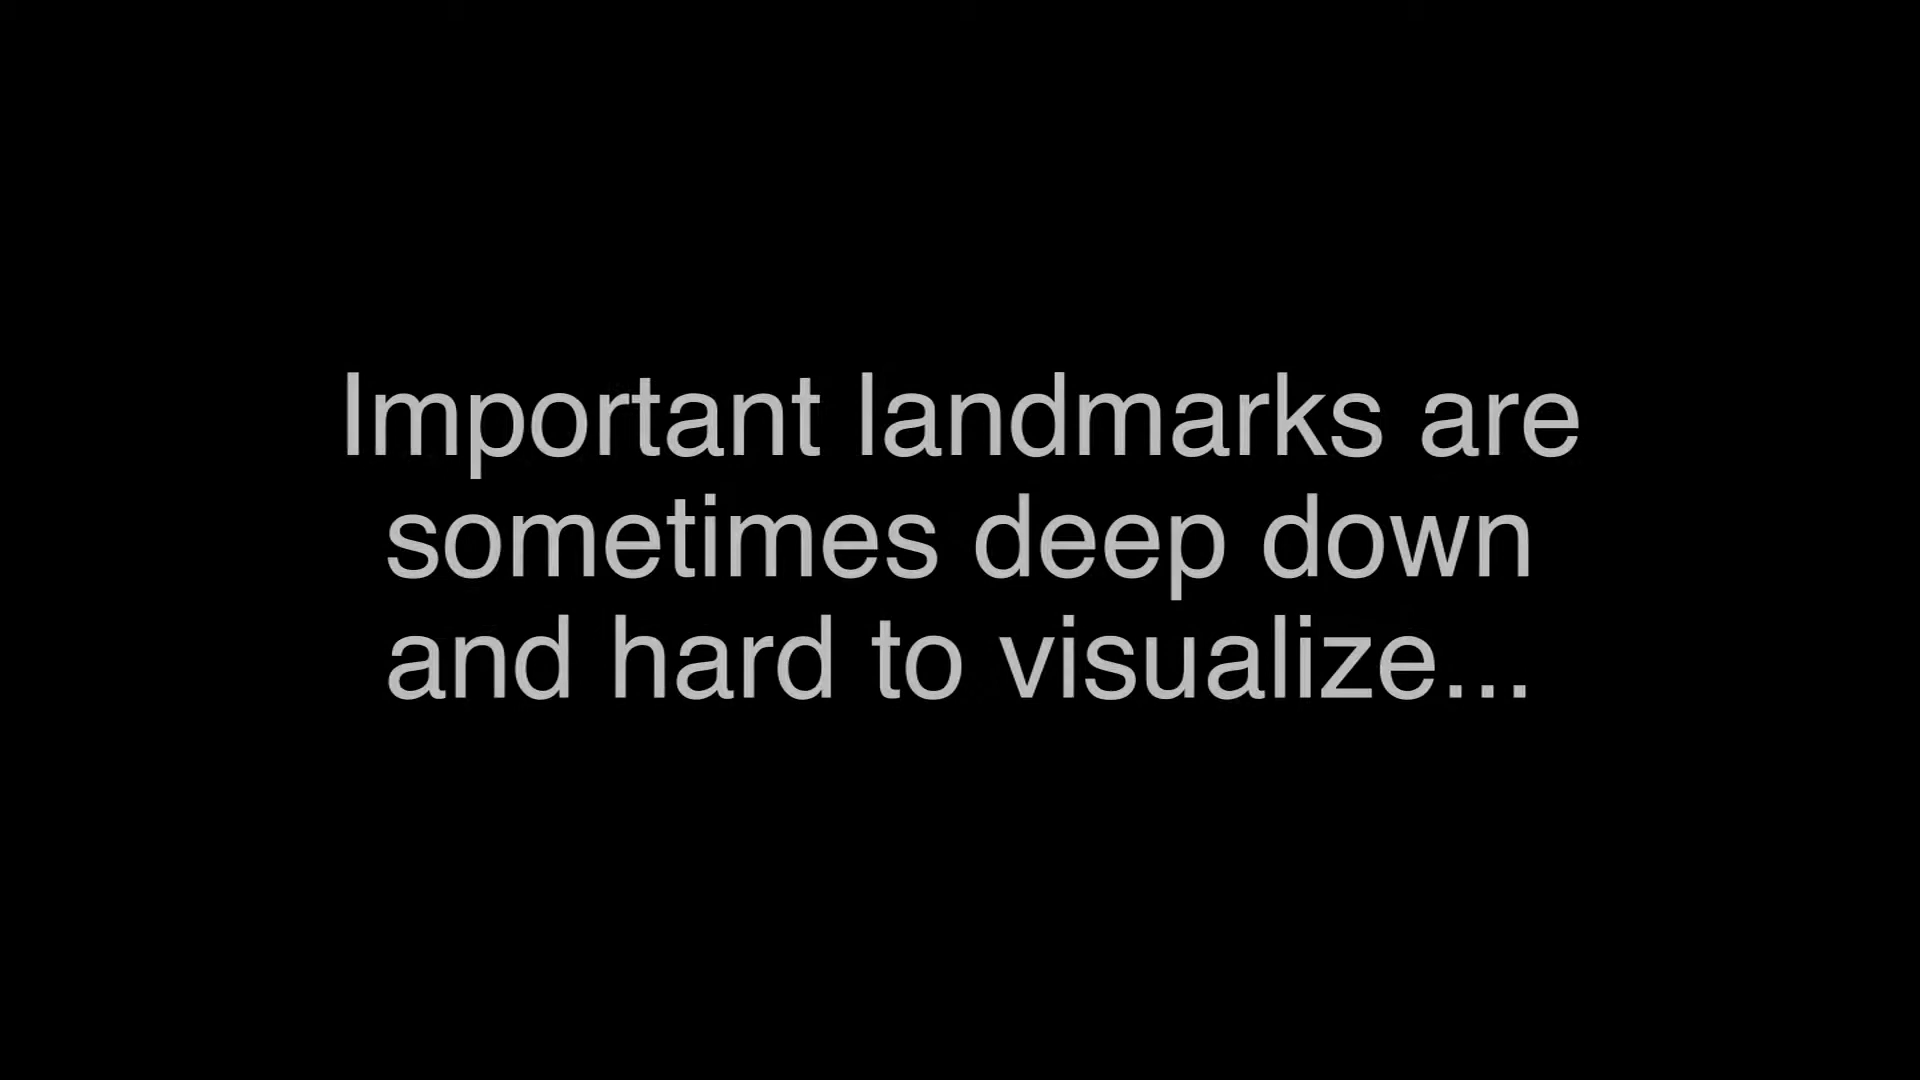 Important landmarks are
sometimes deep down
and hard to visualize...